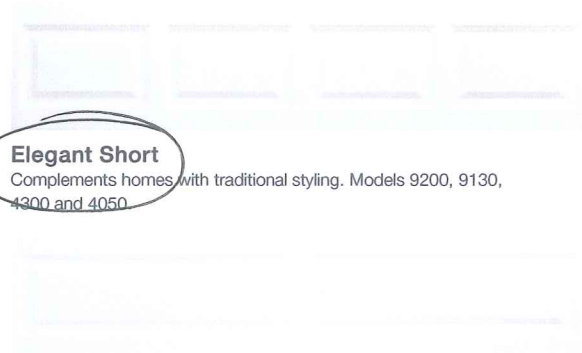 Elegant Short
Complements homes with traditional styling. Models 9200, 9130,
4300 and 4050.